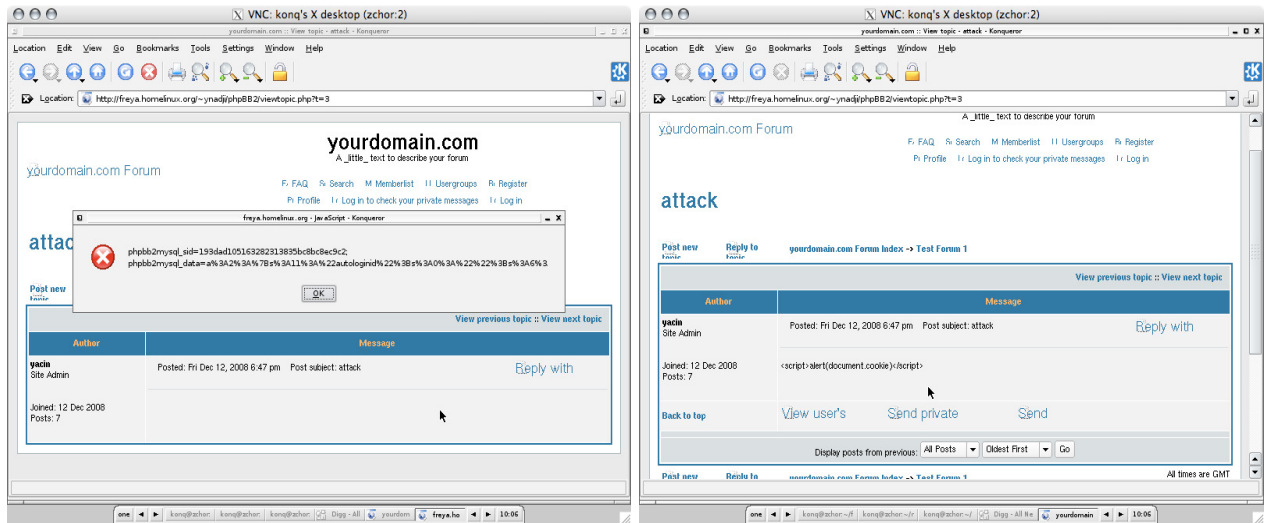 VNC: konq's X desktop (zchor:2)
yourdomain.com :: View topic - attack - Konqueror
Location Edit View Go Bookmarks Tools Settings Window Help
Location: http://freya.homelinux.org/~ynadji/phpBB2/viewtopic.php?t=3
yourdomain.com
A _little_ text to describe your forum
yourdomain.com Forum
FAQ Search Memberlist Usergroups Register
Profile Log in to check your private messages Log in
freya.homelinux.org - JavaScript - Konqueror
attac
phpbb2mysql_sid=193dad105163282313835bc8bc8ec9c2;
phpbb2mysql_data=a%3A2%3A%7Bs%3A11%3A%22autologinid%22%3Bs%3A0%3A%22%22%3Bs%3A6%3
OK
Post new
topic
View previous topic :: View next topic
Author Message
yacin
Site Admin
Posted: Fri Dec 12, 2008 6:47 pm Post subject: attack
Reply with
Joined: 12 Dec 2008
Posts: 7
one konq@zchor: konq@zchor: konq@zchor: Digg - All yourdom freya.ho 10:06
VNC: konq's X desktop (zchor:2)
yourdomain.com :: View topic - attack - Konqueror
Location Edit View Go Bookmarks Tools Settings Window Help
Location: http://freya.homelinux.org/~ynadji/phpBB2/viewtopic.php?t=3
A _little_ text to describe your forum
yourdomain.com Forum
FAQ Search Memberlist Usergroups Register
Profile Log in to check your private messages Log in
attack
Post new Reply to yourdomain.com Forum Index -> Test Forum 1
topic topic
View previous topic :: View next topic
Author Message
yacin
Site Admin
Posted: Fri Dec 12, 2008 6:47 pm Post subject: attack
Reply with
Joined: 12 Dec 2008
Posts: 7
<script>alert(document.cookie)</script>
Back to top View user's Send private Send
Display posts from previous: All Posts Oldest First Go
Post new Reply to yourdomain.com Forum Index -> Test Forum 1 All times are GMT
one konq@zchor:~/f konq@zchor:~/r konq@zchor:~/ Digg - All Ne yourdomain 10:06